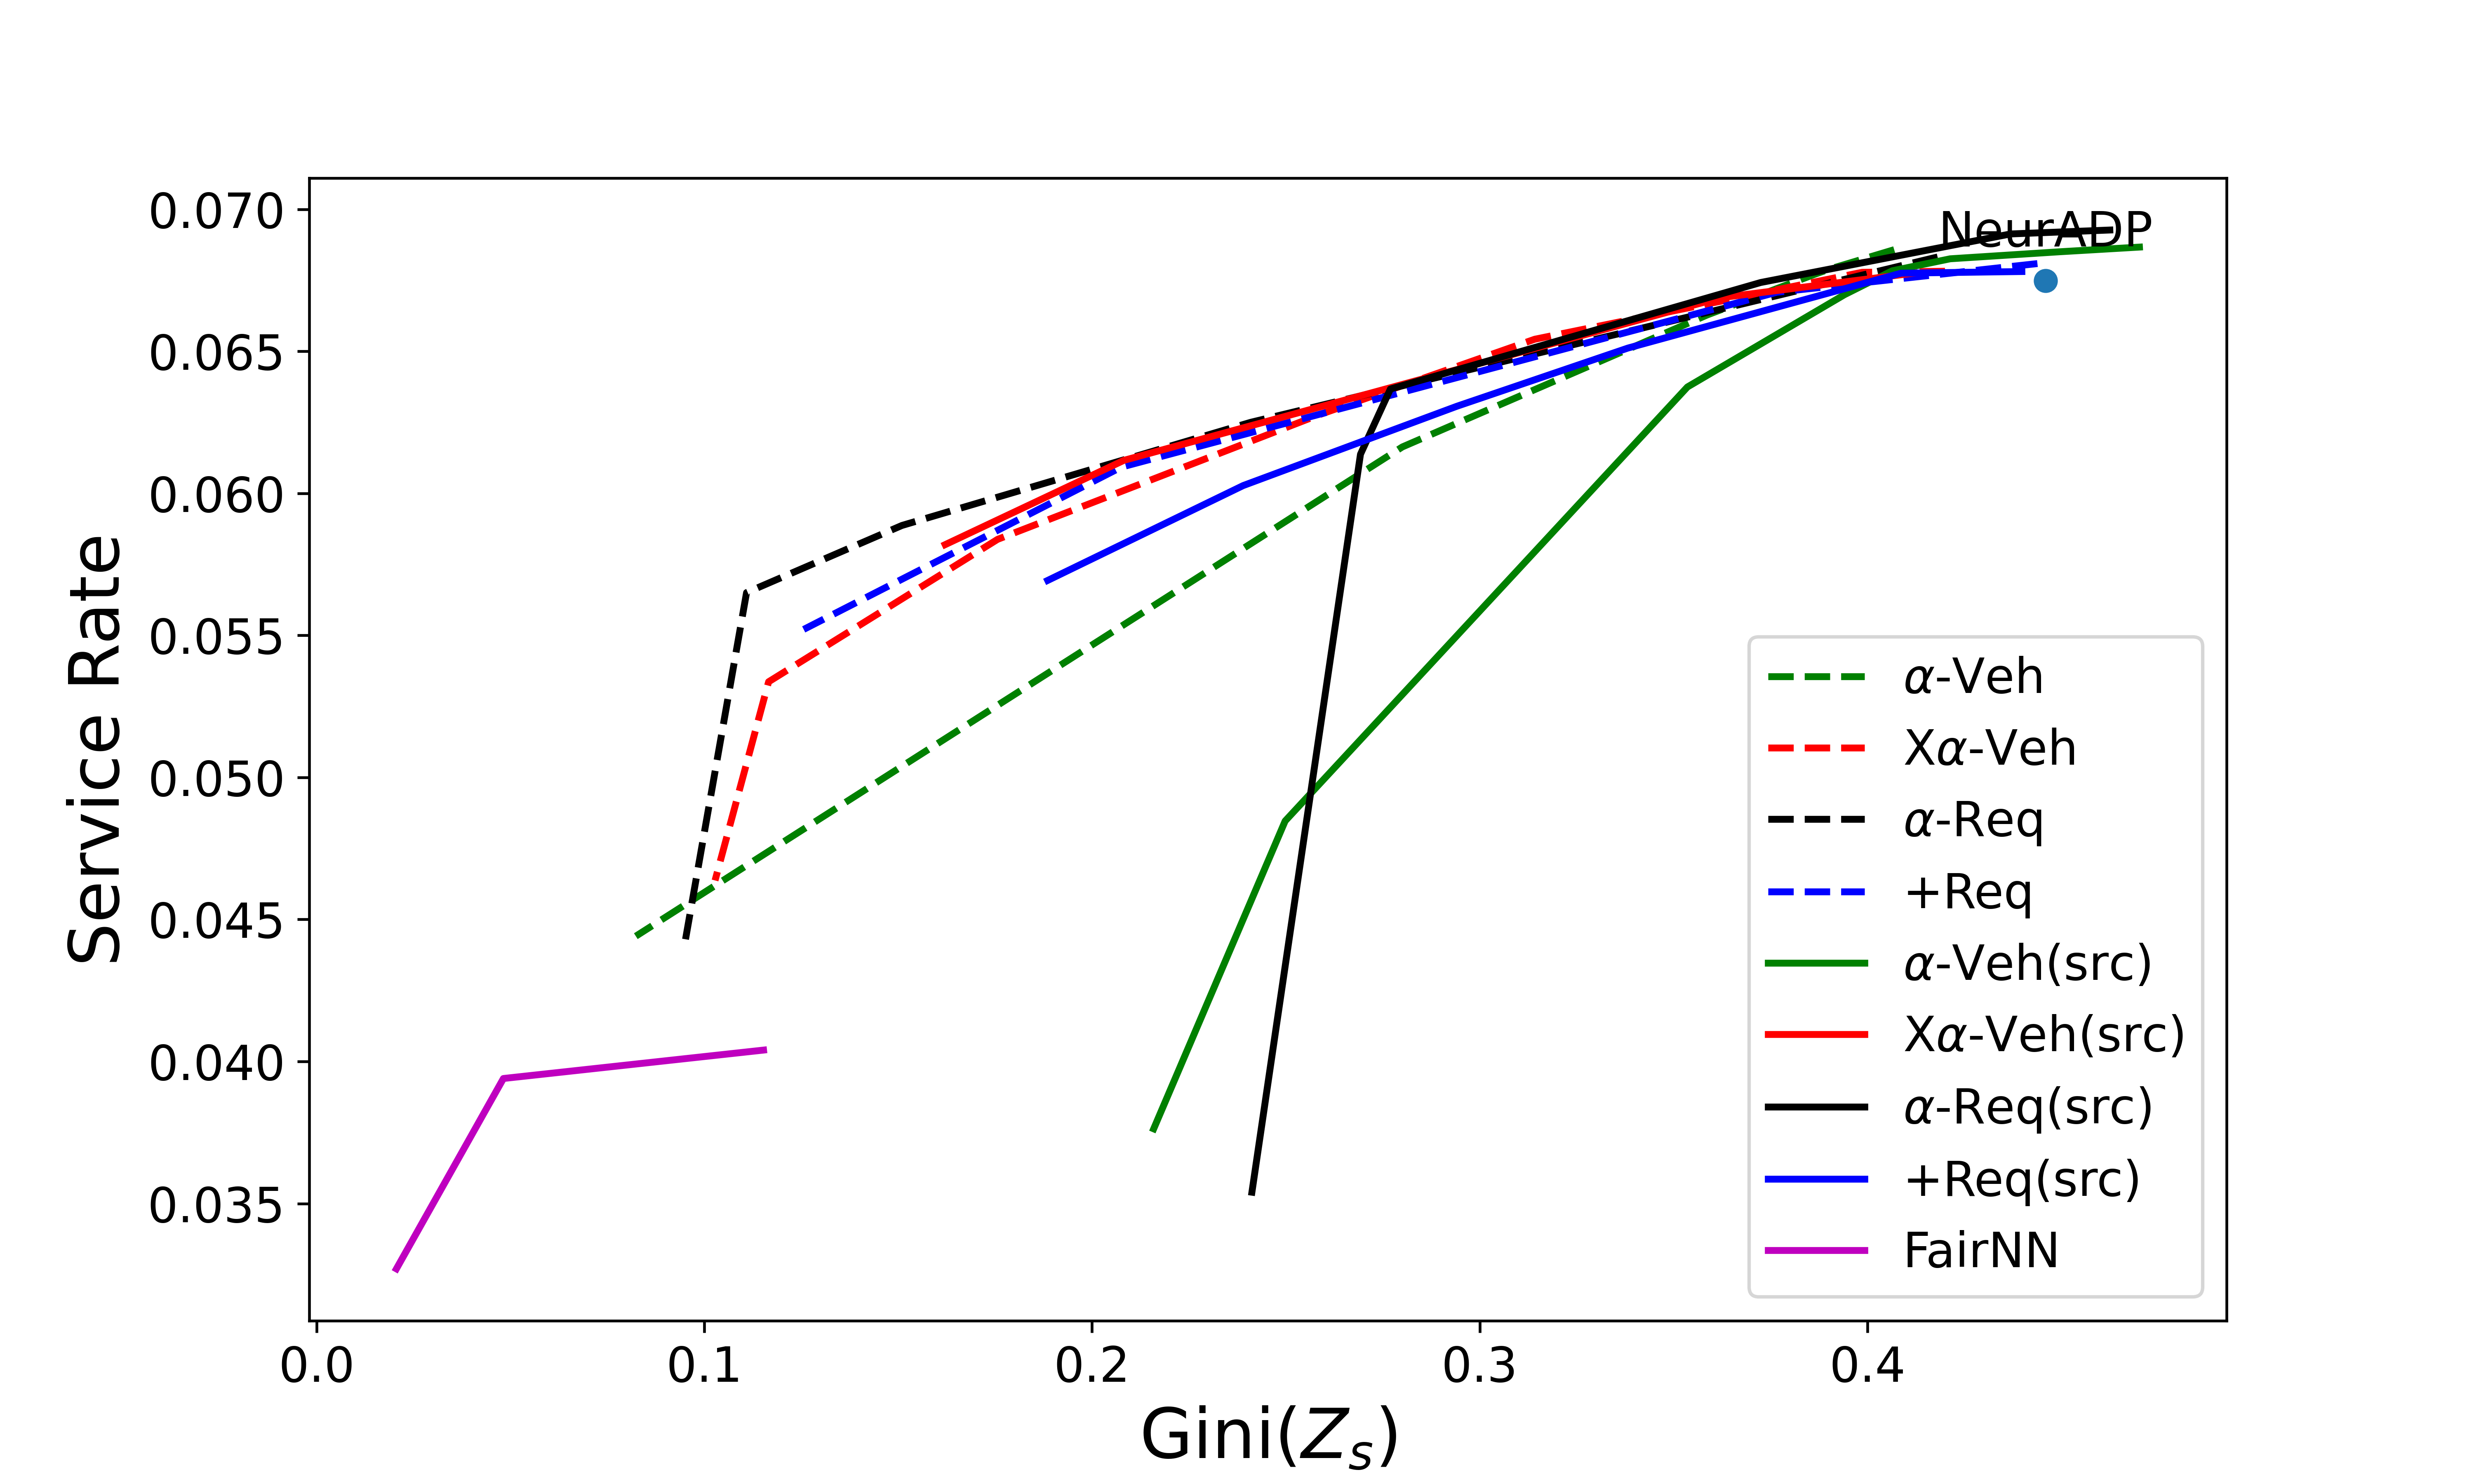 NeurADP
0.070
0.065
0.060
0.055
0.050
0.045
0.040
0.035
Service Rate
0.0
0.1
0.2
0.3
0.4
Gini(Zₛ)
α-Veh
Xα-Veh
α-Req
+Req
α-Veh(src)
Xα-Veh(src)
α-Req(src)
+Req(src)
FairNN